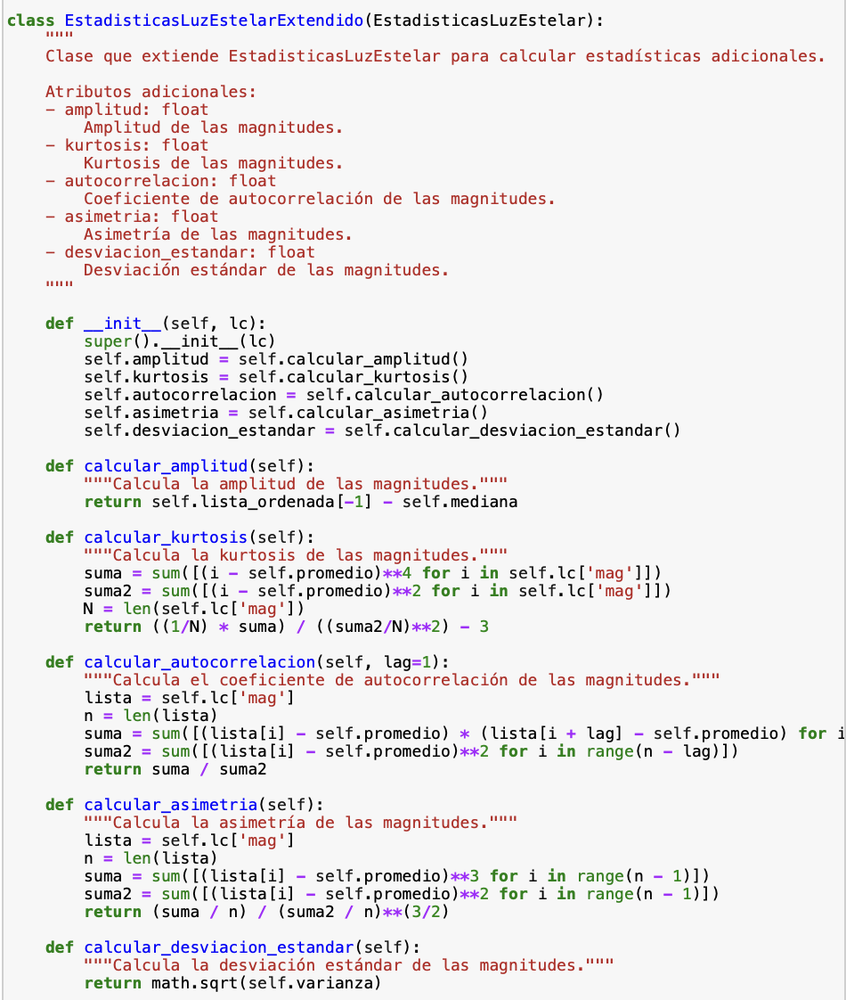 class EstadisticasLuzEstelarExtendido(EstadisticasLuzEstelar):
    """
    Clase que extiende EstadisticasLuzEstelar para calcular estadísticas adicionales.

    Atributos adicionales:
    - amplitud: float
        Amplitud de las magnitudes.
    - kurtosis: float
        Kurtosis de las magnitudes.
    - autocorrelacion: float
        Coeficiente de autocorrelación de las magnitudes.
    - asimetria: float
        Asimetría de las magnitudes.
    - desviacion_estandar: float
        Desviación estándar de las magnitudes.
    """

    def __init__(self, lc):
        super().__init__(lc)
        self.amplitud = self.calcular_amplitud()
        self.kurtosis = self.calcular_kurtosis()
        self.autocorrelacion = self.calcular_autocorrelacion()
        self.asimetria = self.calcular_asimetria()
        self.desviacion_estandar = self.calcular_desviacion_estandar()

    def calcular_amplitud(self):
        """Calcula la amplitud de las magnitudes."""
        return self.lista_ordenada[-1] - self.mediana

    def calcular_kurtosis(self):
        """Calcula la kurtosis de las magnitudes."""
        suma = sum([(i - self.promedio)**4 for i in self.lc['mag']])
        suma2 = sum([(i - self.promedio)**2 for i in self.lc['mag']])
        N = len(self.lc['mag'])
        return ((1/N) * suma) / ((suma2/N)**2) - 3

    def calcular_autocorrelacion(self, lag=1):
        """Calcula el coeficiente de autocorrelación de las magnitudes."""
        lista = self.lc['mag']
        n = len(lista)
        suma = sum([(lista[i] - self.promedio) * (lista[i + lag] - self.promedio) for i
        suma2 = sum([(lista[i] - self.promedio)**2 for i in range(n - lag)])
        return suma / suma2

    def calcular_asimetria(self):
        """Calcula la asimetría de las magnitudes."""
        lista = self.lc['mag']
        n = len(lista)
        suma = sum([(lista[i] - self.promedio)**3 for i in range(n - 1)])
        suma2 = sum([(lista[i] - self.promedio)**2 for i in range(n - 1)])
        return (suma / n) / (suma2 / n)**(3/2)

    def calcular_desviacion_estandar(self):
        """Calcula la desviación estándar de las magnitudes."""
        return math.sqrt(self.varianza)